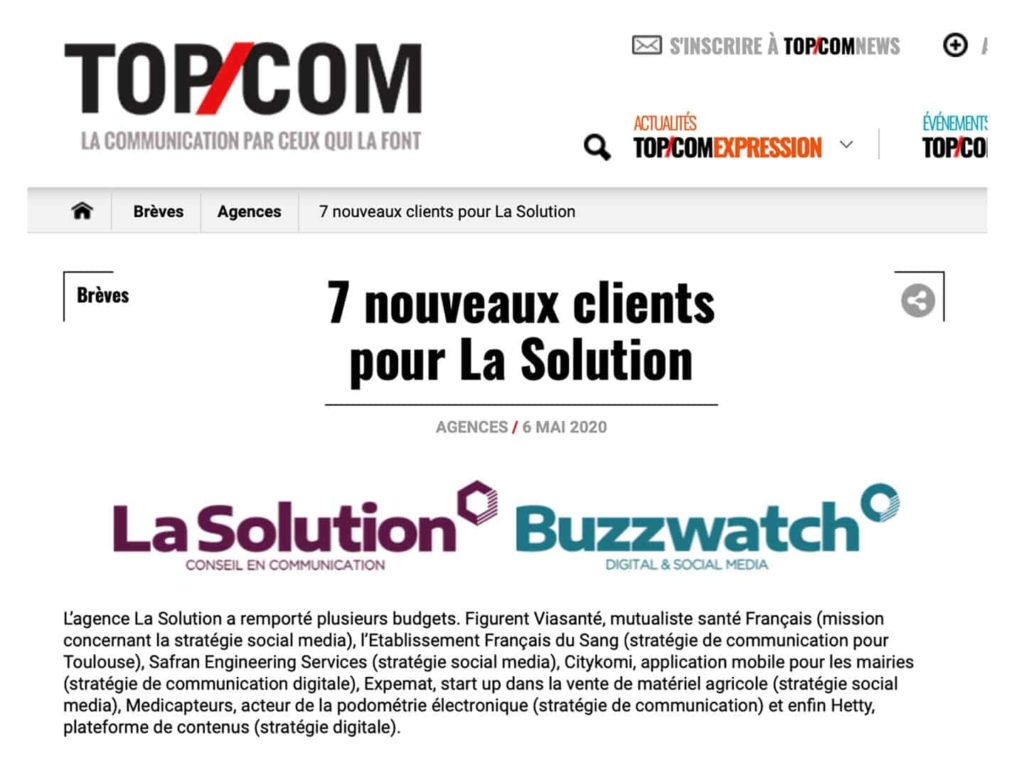 TOP/COM
LA COMMUNICATION PAR CEUX QUI LA FONT
S'INSCRIRE À TOP/COMNEWS
ACTUALITÉS
TOP/COMEXPRESSION
ÉVÉNEMENTS
TOP/CO
Brèves Agences 7 nouveaux clients pour La Solution
Brèves
7 nouveaux clients
pour La Solution
AGENCES / 6 MAI 2020
La Solution
CONSEIL EN COMMUNICATION
Buzzwatch
DIGITAL & SOCIAL MEDIA
L'agence La Solution a remporté plusieurs budgets. Figurent Viasanté, mutualiste santé Français (mission
concernant la stratégie social media), l'Etablissement Français du Sang (stratégie de communication pour
Toulouse), Safran Engineering Services (stratégie social media), Citykomi, application mobile pour les mairies
(stratégie de communication digitale), Expemat, start up dans la vente de matériel agricole (stratégie social
media), Medicapteurs, acteur de la podométrie électronique (stratégie de communication) et enfin Hetty,
plateforme de contenus (stratégie digitale).